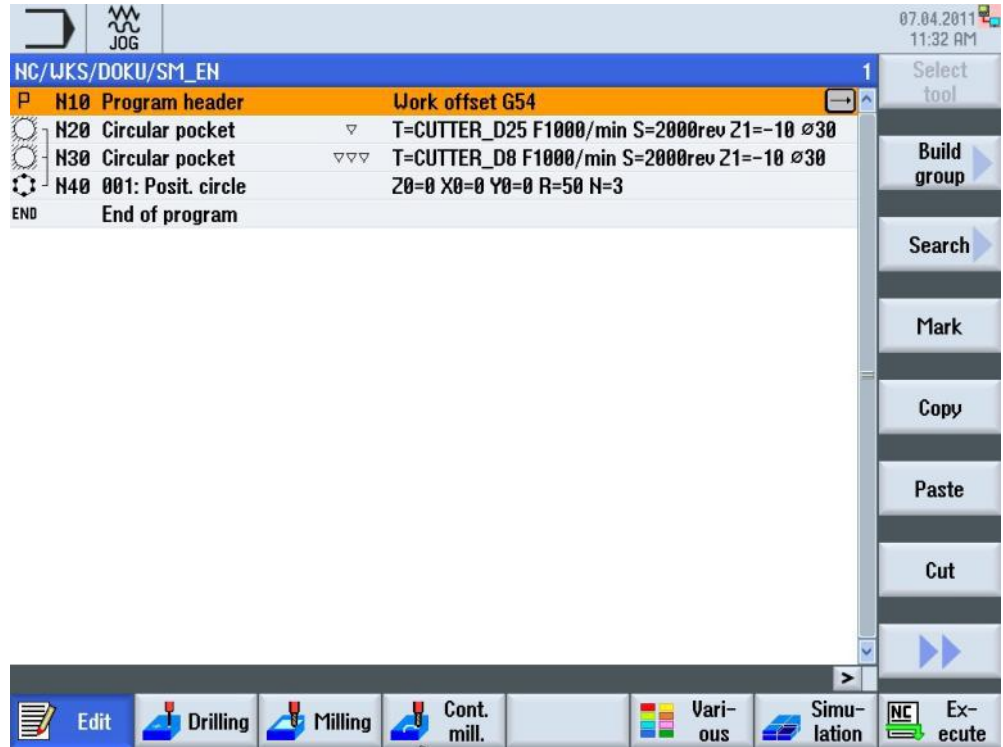 JOG
07.04.2011
11:32 AM
NC/WKS/DOKU/SM_EN 1
P N10 Program header Work offset G54
N20 Circular pocket ▽ T=CUTTER_D25 F1000/min S=2000rev Z1=-10 ⌀30
N30 Circular pocket ▽▽▽ T=CUTTER_D8 F1000/min S=2000rev Z1=-10 ⌀30
N40 001: Posit. circle Z0=0 X0=0 Y0=0 R=50 N=3
END End of program
Select
tool
Build
group
Search
Mark
Copy
Paste
Cut
Edit
Drilling
Milling
Cont.
mill.
Vari-
ous
Simu-
lation
NC Ex-
ecute